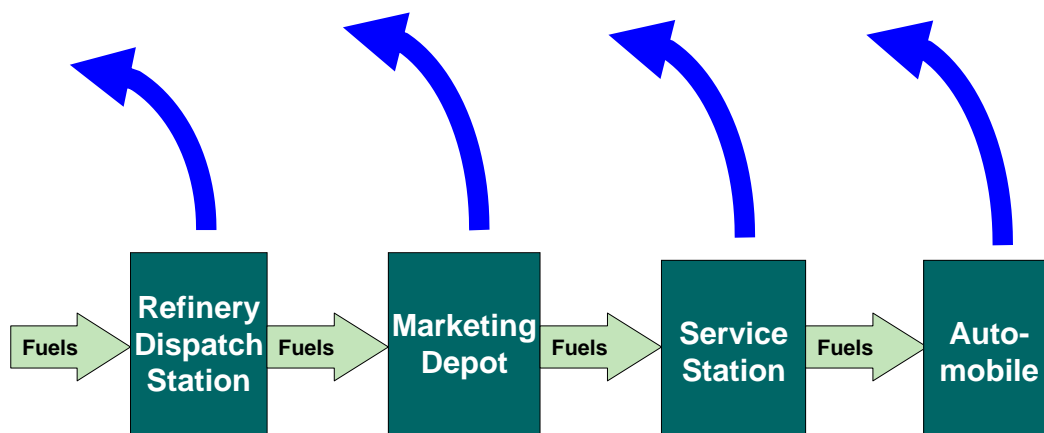 Fuels
Refinery
Dispatch
Station
Fuels
Marketing
Depot
Fuels
Service
Station
Fuels
Auto-
mobile